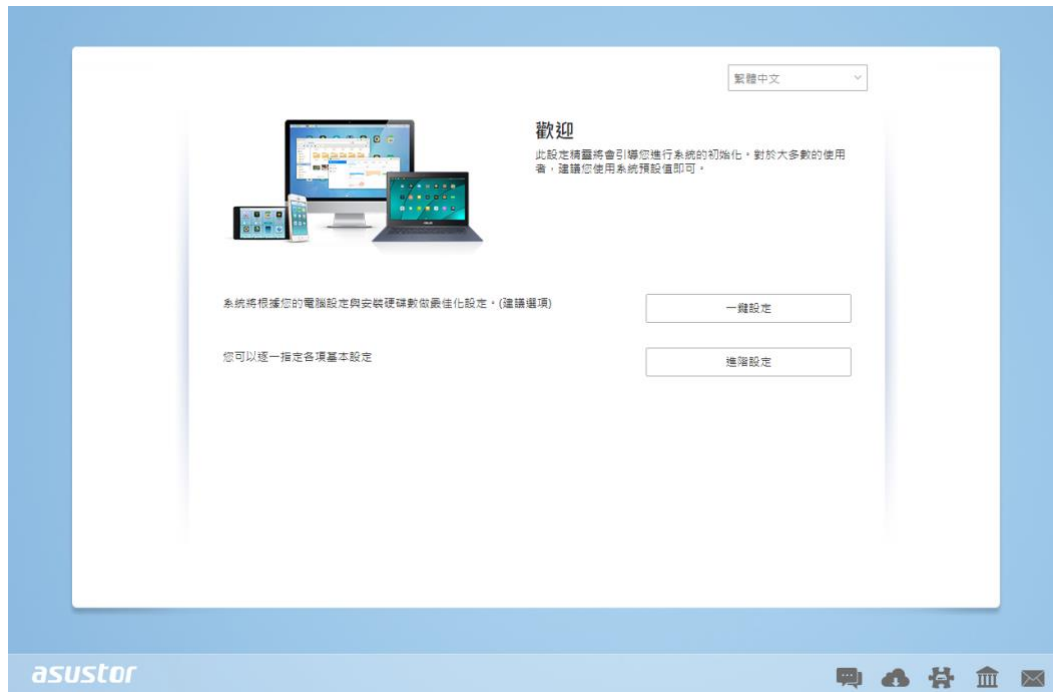 繁體中文
歡迎
此設定精靈將會引導您進行系統的初始化。對於大多數的使用
者，建議您使用系統預設值即可。
系統將根據您的電腦設定與安裝硬碟數做最佳化設定。(建議選項)
一鍵設定
您可以逐一指定各項基本設定
進階設定
asustor